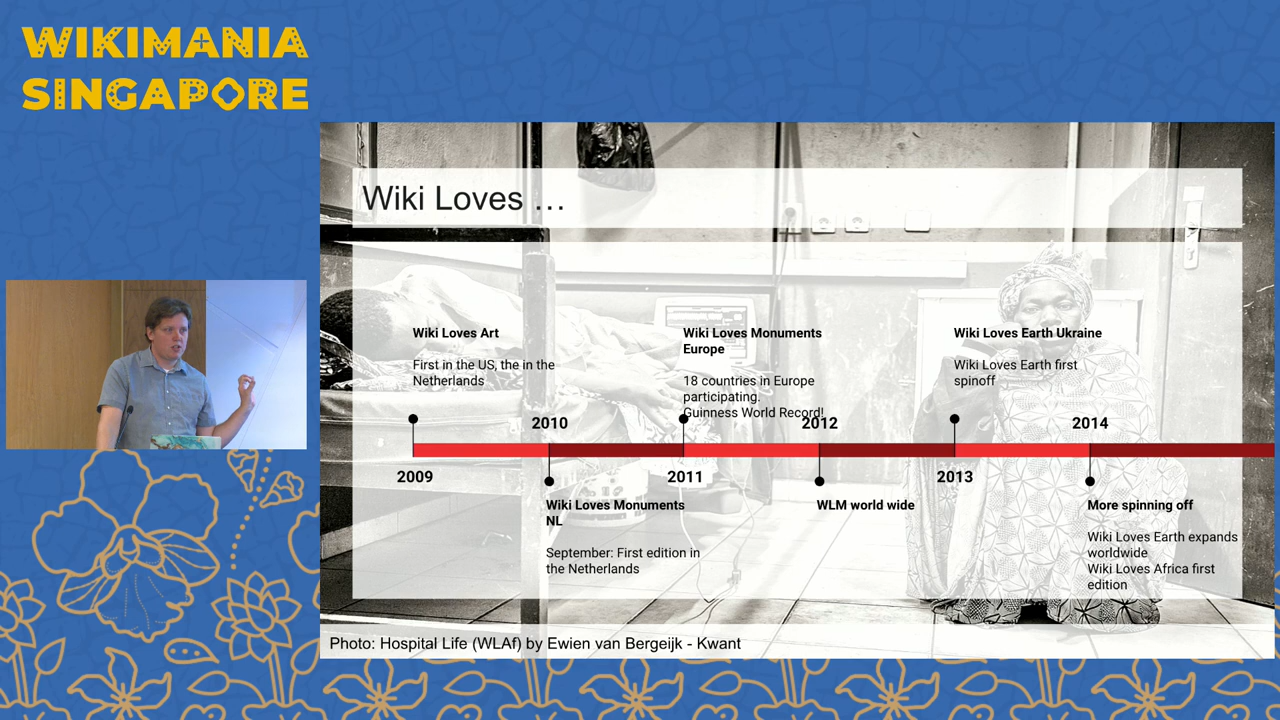 WIKIMANIA
SINGAPORE
Wiki Loves …
Wiki Loves Art
First in the US, the in the
Netherlands
Wiki Loves Monuments
Europe
18 countries in Europe
participating.
Guinness World Record!
Wiki Loves Earth Ukraine
Wiki Loves Earth first
spinoff
2010
2012
2014
2009
2011
2013
Wiki Loves Monuments
NL
September: First edition in
the Netherlands
WLM world wide
More spinning off
Wiki Loves Earth expands
worldwide
Wiki Loves Africa first
edition
Photo: Hospital Life (WLAf) by Ewien van Bergeijk - Kwant